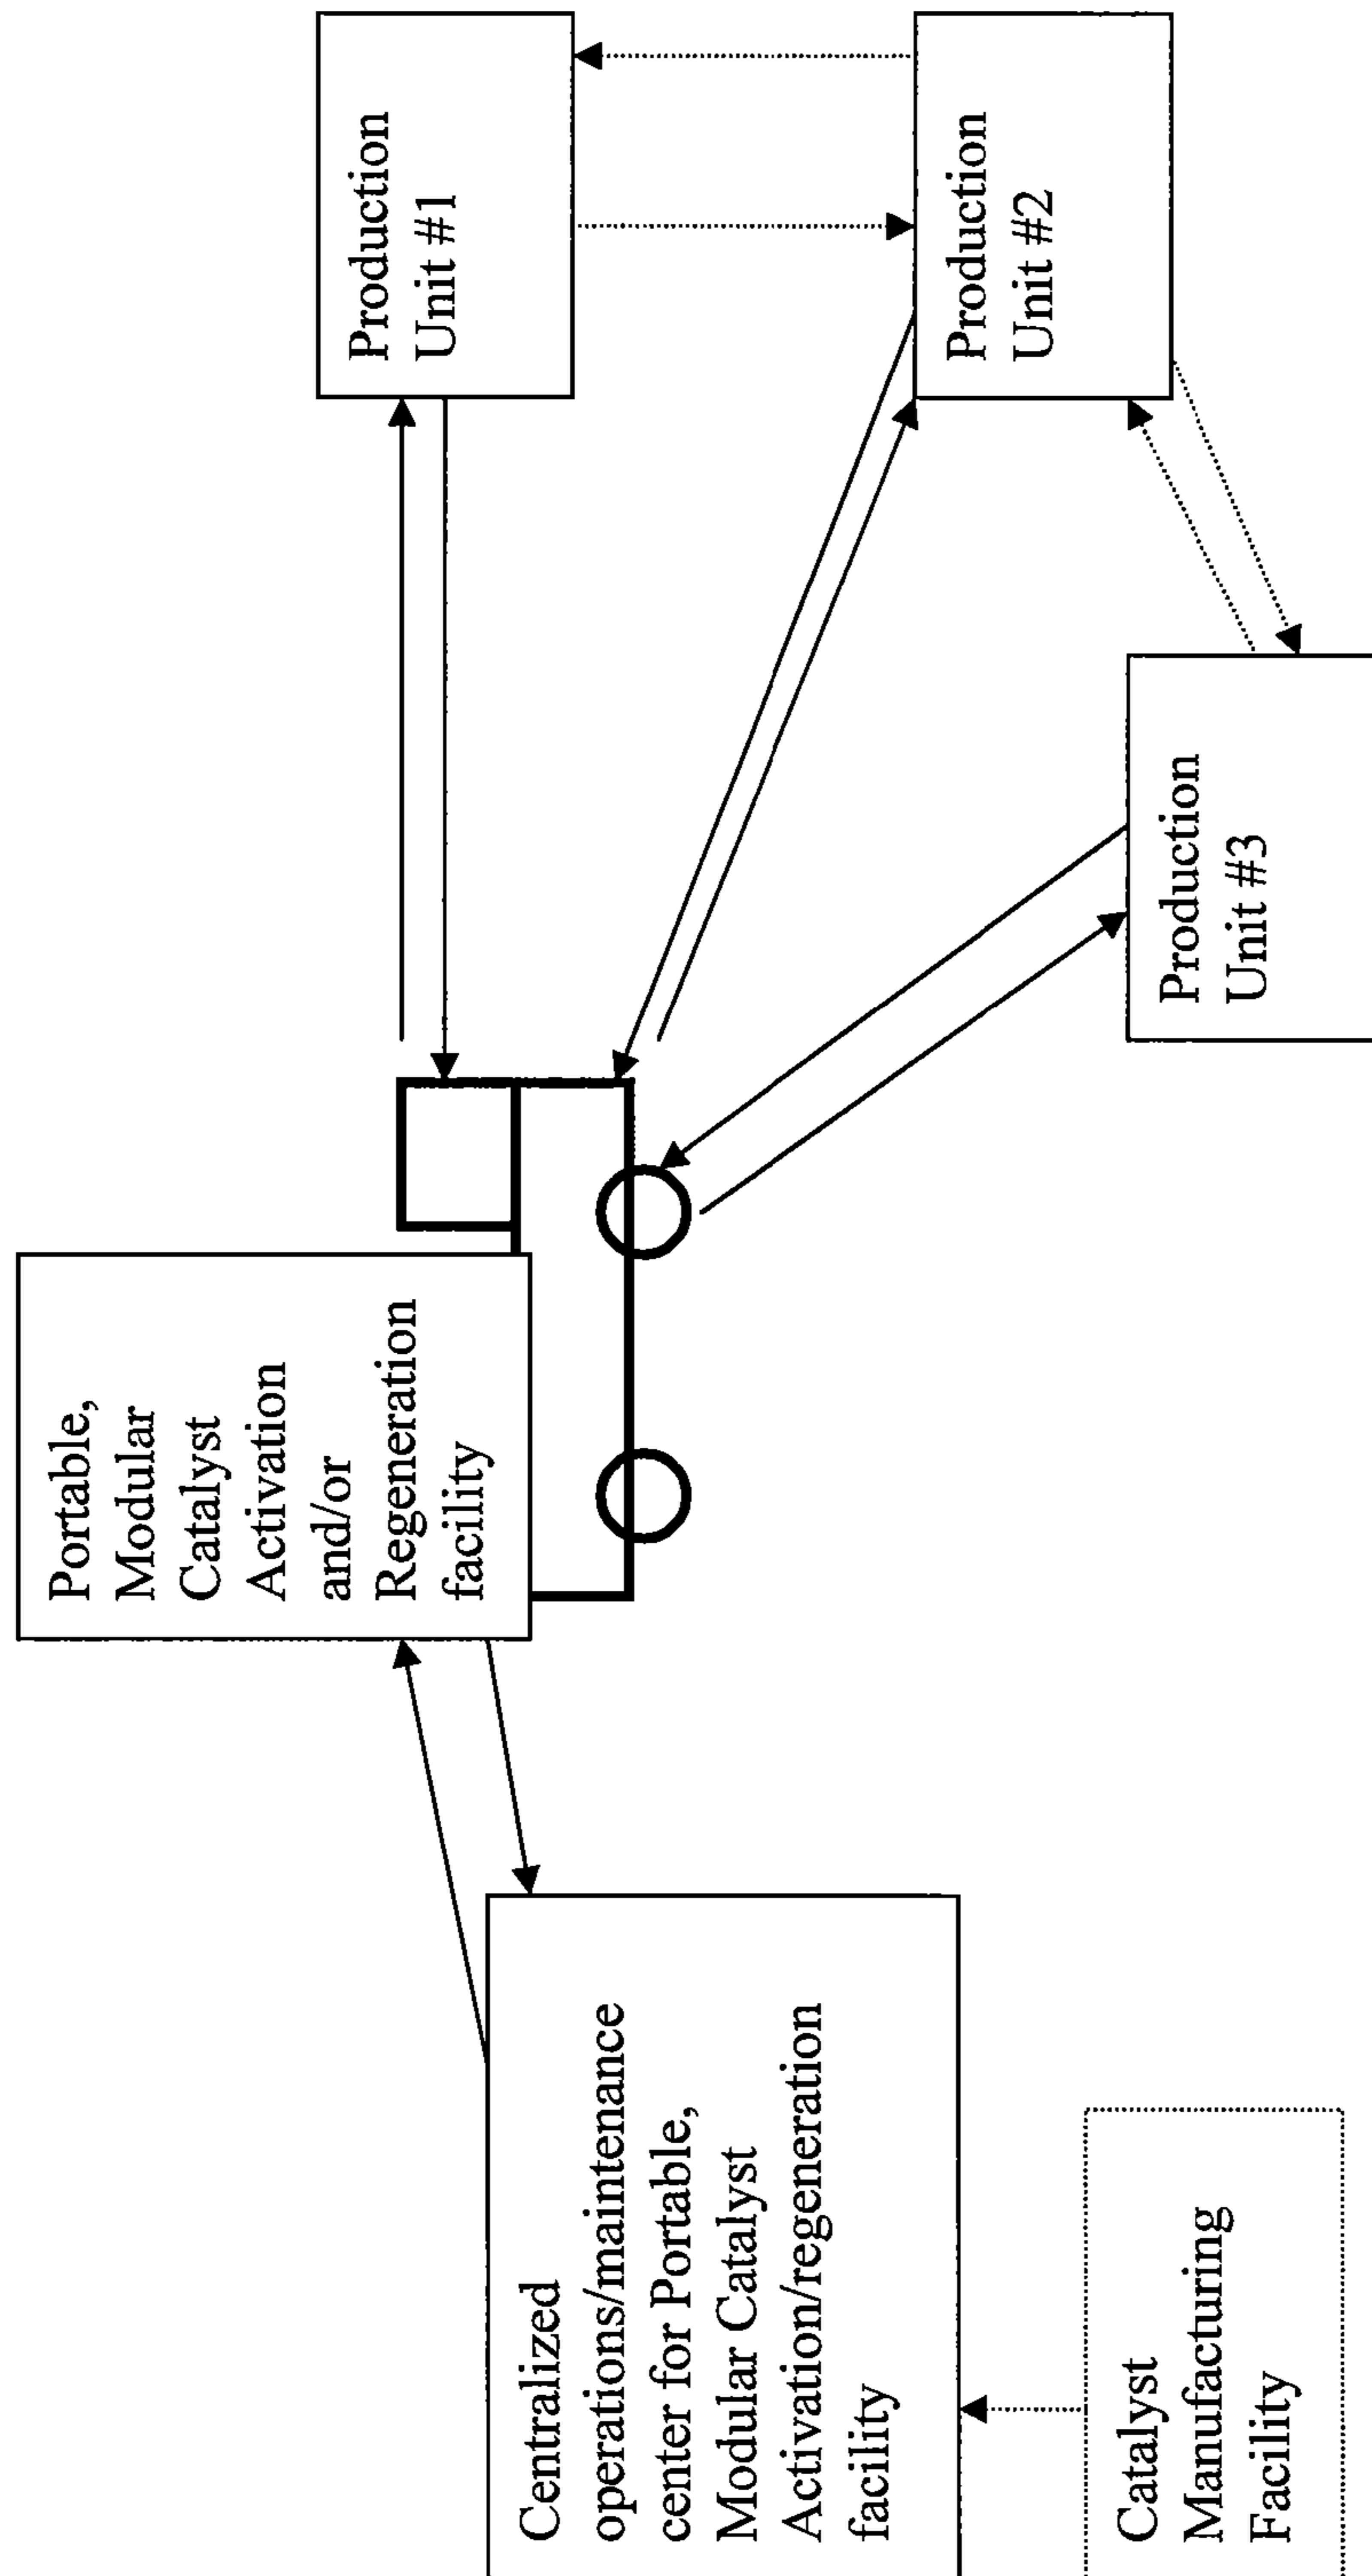 Portable,
Modular
Catalyst
Activation
and/or
Regeneration
facility
Production
Unit #1
Centralized
operations/maintenance
center for Portable,
Modular Catalyst
Activation/regeneration
facility
Production
Unit #2
Catalyst
Manufacturing
Facility
Production
Unit #3